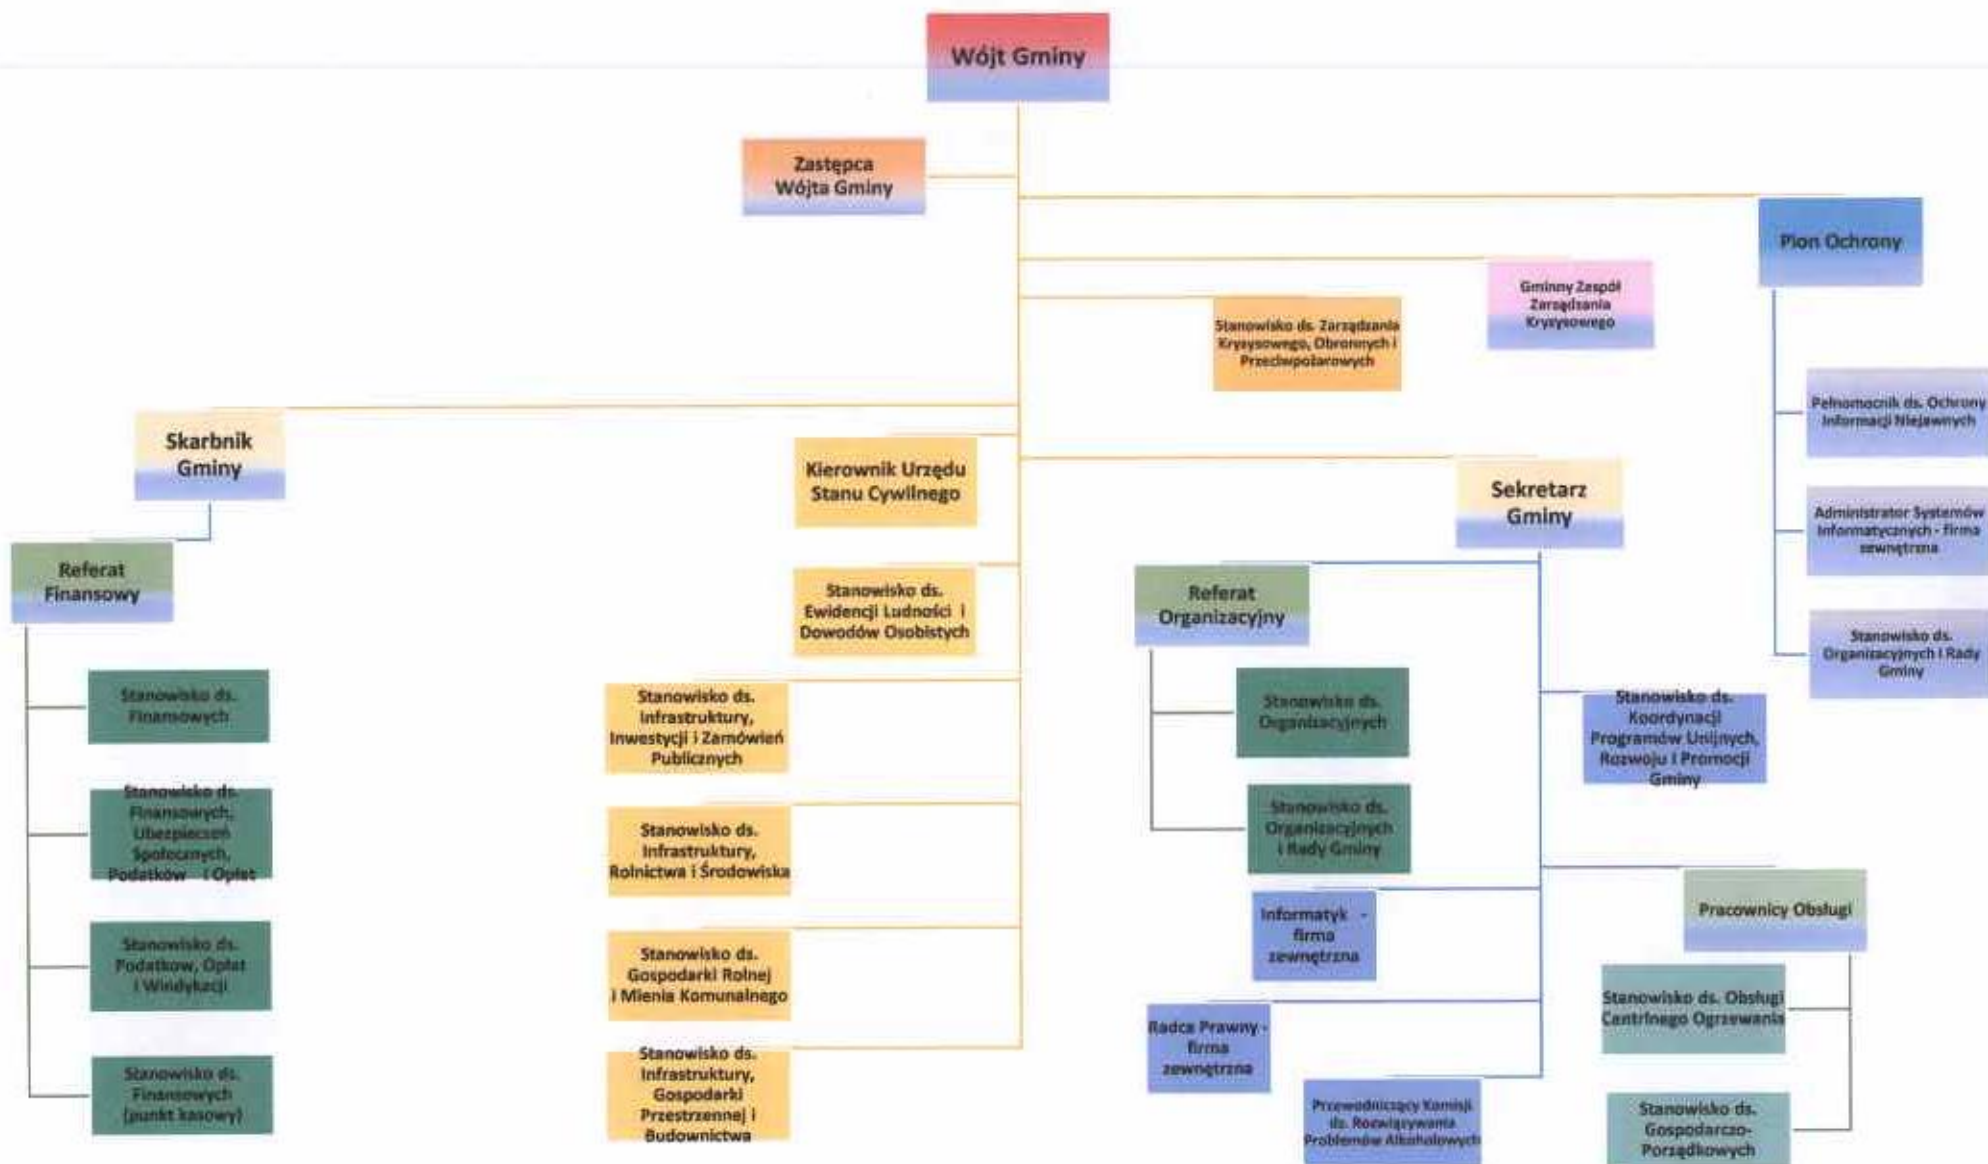 Wójt Gminy
Zastępca
Wójta Gminy
Pion Ochrony
Gminny Zespół
Zarządzania
Kryzysowego
Stanowisko ds. Zarządzania
Kryzysowego, Obronnych i
Przeciwpożarowych
Pełnomocnik ds. Ochrony
Informacji Niejawnych
Administrator Systemów
Informatycznych - firma
zewnętrzna
Stanowisko ds.
Organizacyjnych i Rady
Gminy
Skarbnik
Gminy
Referat
Finansowy
Stanowisko ds.
Finansowych
Stanowisko ds.
Finansowych,
Ubezpieczeń
Społecznych,
Podatków i Opłat
Stanowisko ds.
Podatkow, Opłat
i Windykacji
Stanowisko ds.
Finansowych
(punkt kasowy)
Kierownik Urzędu
Stanu Cywilnego
Stanowisko ds.
Ewidencji Ludności i
Dowodów Osobistych
Stanowisko ds.
Infrastruktury,
Inwestycji i Zamówień
Publicznych
Stanowisko ds.
Infrastruktury,
Rolnictwa i Środowiska
Stanowisko ds.
Gospodarki Rolnej
i Mienia Komunalnego
Stanowisko ds.
Infrastruktury,
Gospodarki
Przestrzennej i
Budownictwa
Sekretarz
Gminy
Referat
Organizacyjny
Stanowisko ds.
Organizacyjnych
Stanowisko ds.
Organizacyjnych
i Rady Gminy
Stanowisko ds.
Koordynacji
Programów Unijnych,
Rozwoju i Promocji
Gminy
Informatyk -
firma
zewnętrzna
Radca Prawny -
firma
zewnętrzna
Przewodniczący Komisji
ds. Rozwiązywania
Problemów Alkoholowych
Pracownicy Obsługi
Stanowisko ds. Obsługi
Centrlnego Ogrzewania
Stanowisko ds.
Gospodarczo-
Porządkowych